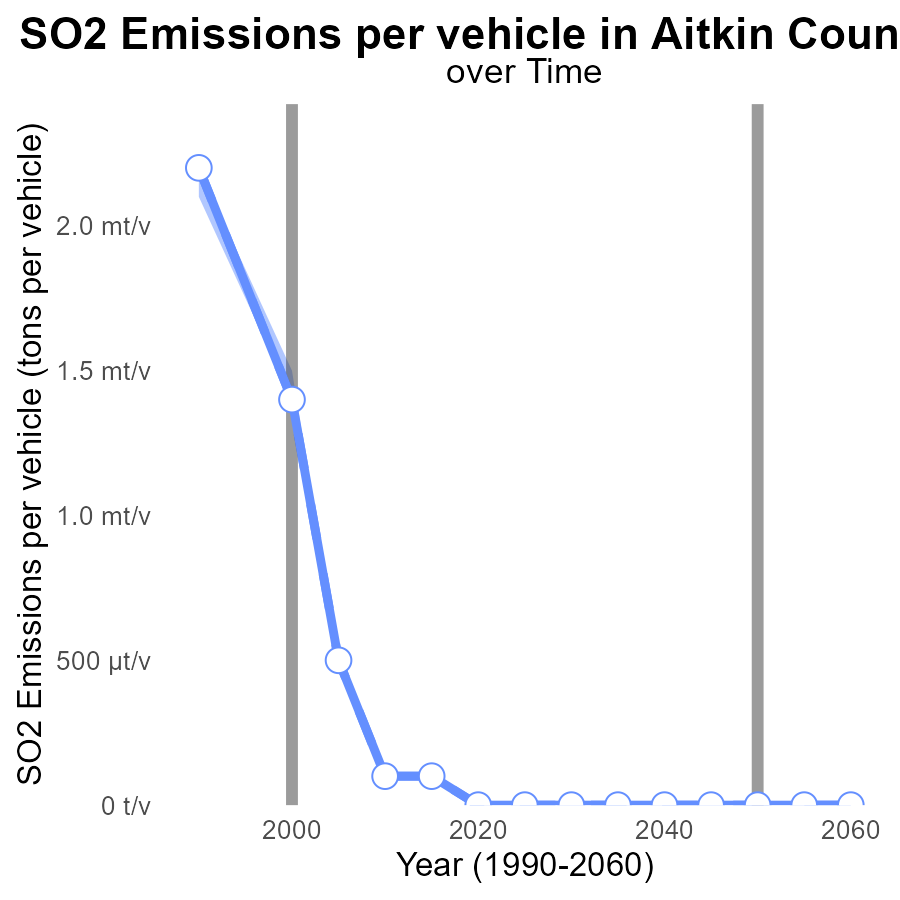 SO2 Emissions per vehicle in Aitkin Coun
over Time
SO2 Emissions per vehicle (tons per vehicle)
2.0 mt/v
1.5 mt/v
1.0 mt/v
500 µt/v
0 t/v
2000 2020 2040 2060
Year (1990-2060)